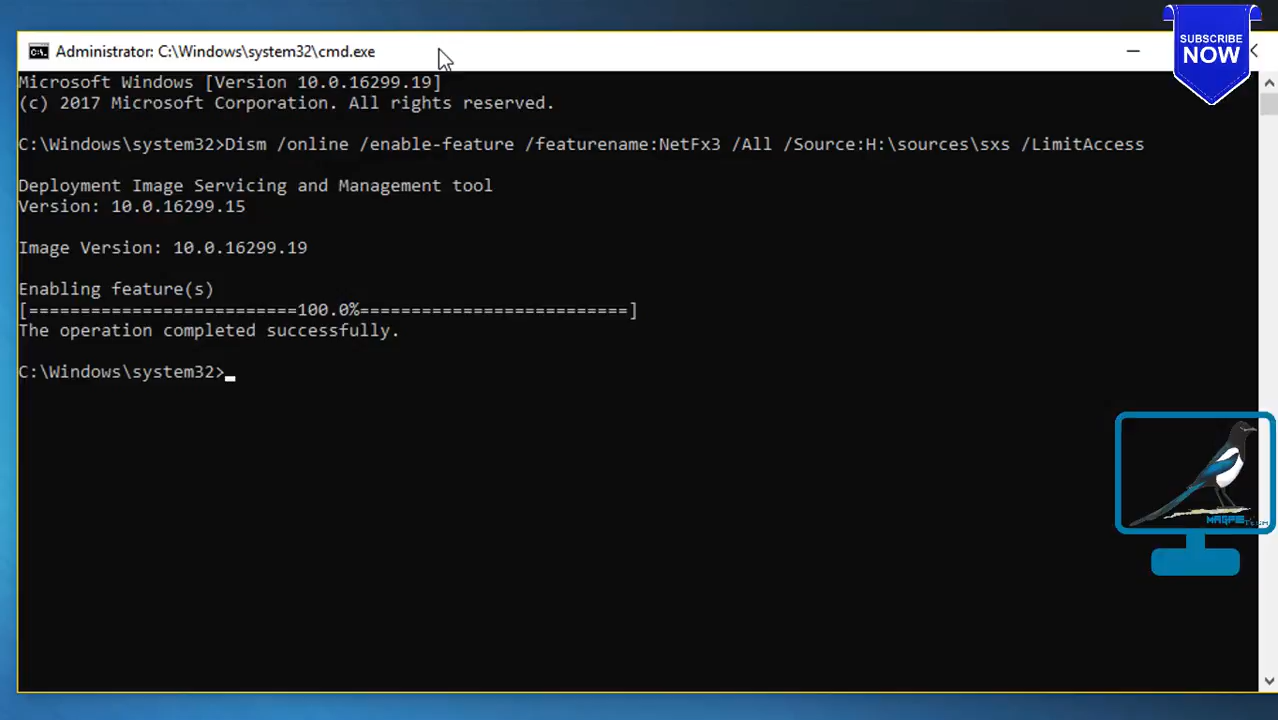 Administrator: C:\Windows\system32\cmd.exe
SUBSCRIBE
NOW
Microsoft Windows [Version 10.0.16299.19]
(c) 2017 Microsoft Corporation. All rights reserved.
C:\Windows\system32>Dism /online /enable-feature /featurename:NetFx3 /All /Source:H:\sources\sxs /LimitAccess
Deployment Image Servicing and Management tool
Version: 10.0.16299.15
Image Version: 10.0.16299.19
Enabling feature(s)
[==========================100.0%==========================]
The operation completed successfully.
C:\Windows\system32>
MAGPIE TECH